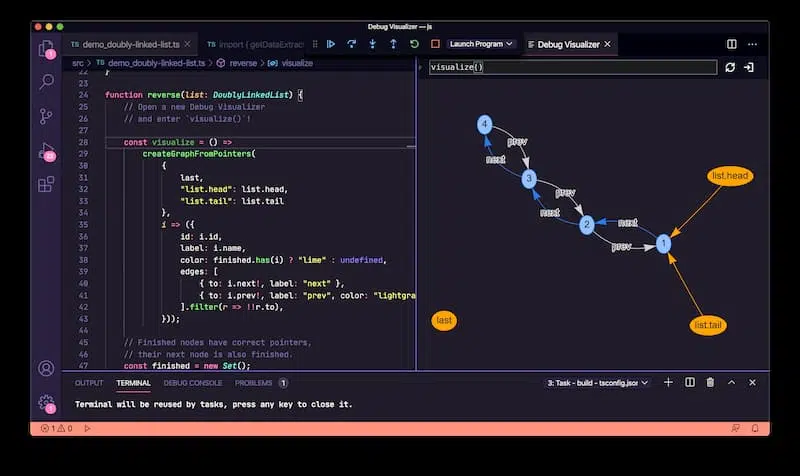 Debug Visualizer — js
TS demo_doubly-linked-list.ts
TS import { getDataExtract
Launch Program
Debug Visualizer
src > demo_doubly-linked-list.ts > reverse > visualize
visualize()
22 }
23
24 function reverse(list: DoublyLinkedList) {
25 // Open a new Debug Visualizer
26 // and enter `visualize()`!
27
28 const visualize = () =>
29 createGraphFromPointers(
30 {
31 last,
32 "list.head": list.head,
33 "list.tail": list.tail
34 },
35 i => ({
36 id: i.id,
37 label: i.name,
38 color: finished.has(i) ? "lime" : undefined,
39 edges: [
40 { to: i.next!, label: "next" },
41 { to: i.prev!, label: "prev", color: "lightgra
42 ].filter(r => !!r.to),
43 }));
44
45 // Finished nodes have correct pointers,
46 // their next node is also finished.
47 const finished = new Set();
4
prev
next
3
prev
next
2
next
prev
1
list.head
list.tail
last
1
23
1
OUTPUT TERMINAL DEBUG CONSOLE PROBLEMS 1
3: Task - build - tsconfig.json
Terminal will be reused by tasks, press any key to close it.
1 0